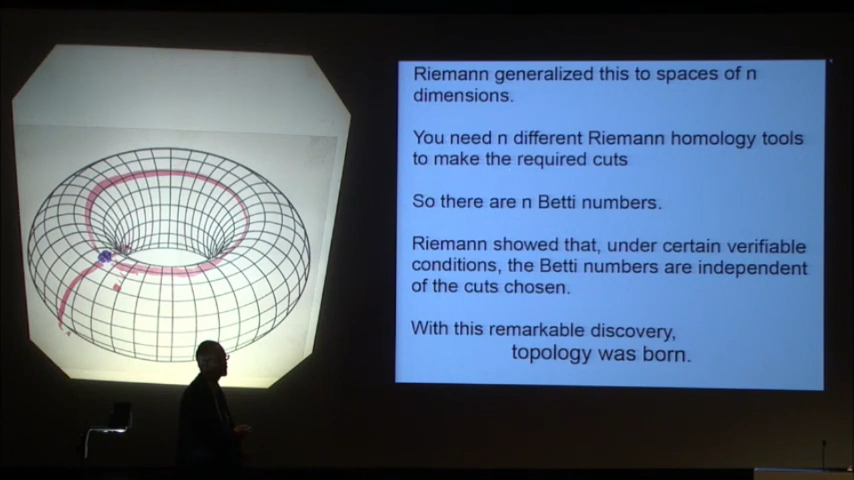 Riemann generalized this to spaces of n
dimensions.
You need n different Riemann homology tools
to make the required cuts
So there are n Betti numbers.
Riemann showed that, under certain verifiable
conditions, the Betti numbers are independent
of the cuts chosen.
With this remarkable discovery,
topology was born.